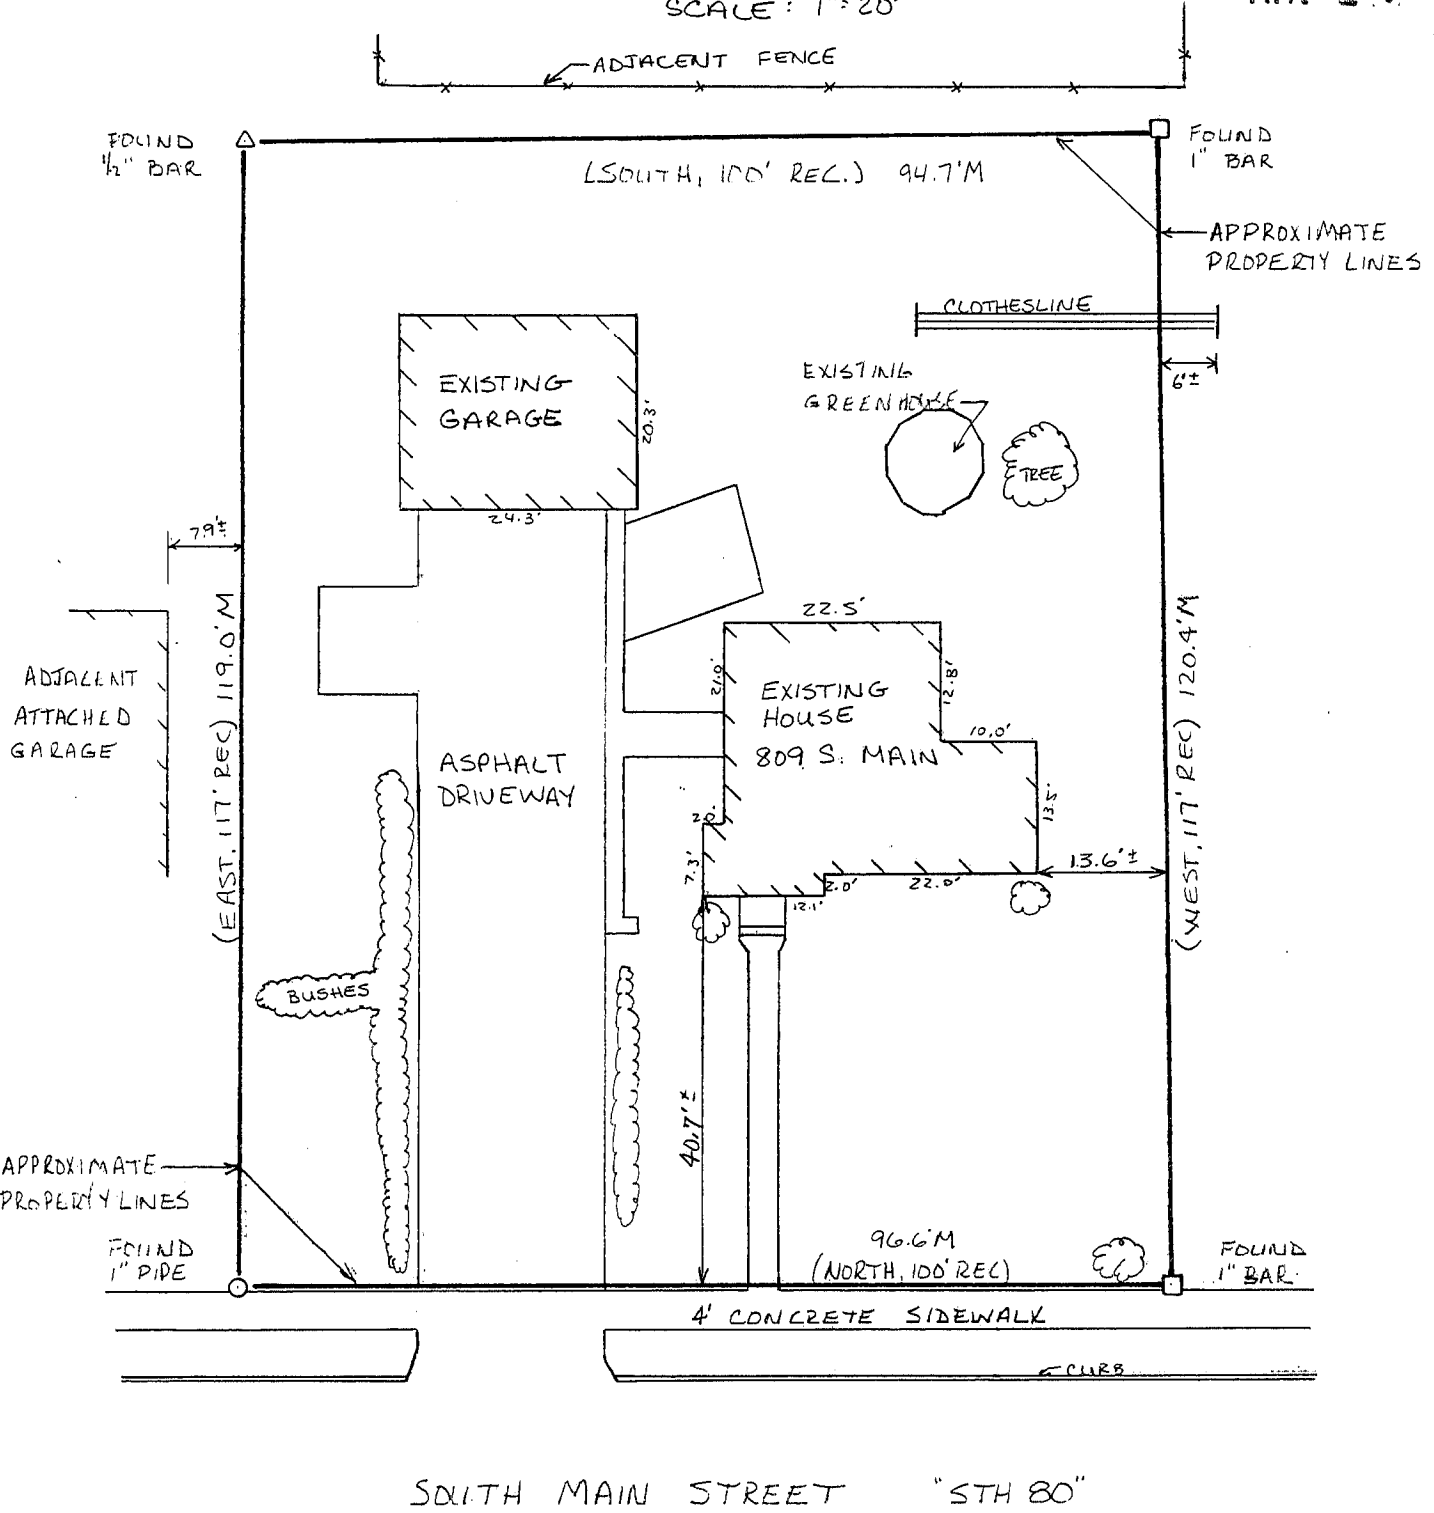 SCALE: 1"=20'
ADJACENT FENCE
FOUND
1/2" BAR
FOUND
1" BAR
(SOUTH, 100' REC.) 94.7'M
APPROXIMATE
PROPERTY LINES
CLOTHESLINE
6'±
EXISTING
GREENHOUSE
TREE
EXISTING
GARAGE
20.3'
24.3'
7.9'±
22.5'
ADJACENT
ATTACHED
GARAGE
(EAST, 117' REC) 119.0'M
(WEST, 117' REC) 120.4'M
21.0'
12.8'
EXISTING
HOUSE
809 S. MAIN
10.0'
ASPHALT
DRIVEWAY
2.0'
13.5'
7.3'
13.6'±
2.0'
22.0'
12.1'
BUSHES
40.7'±
APPROXIMATE
PROPERTY LINES
FOUND
1" PIPE
96.6'M
(NORTH, 100' REC)
FOUND
1" BAR
4' CONCRETE SIDEWALK
CURB
SOUTH MAIN STREET "STH 80"